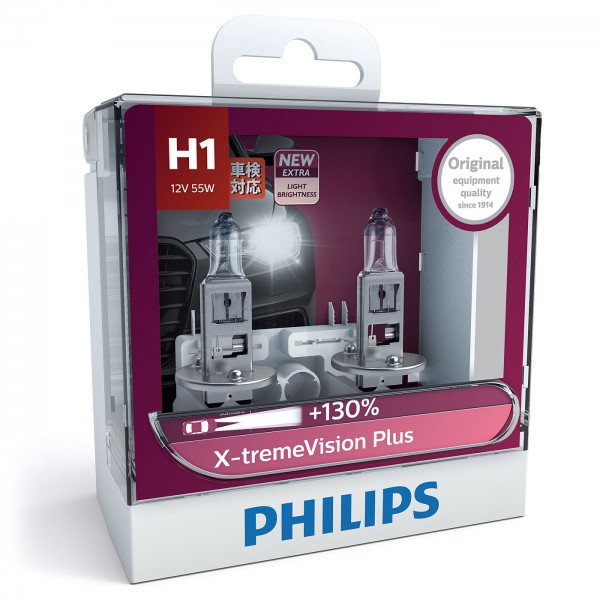 H1
12V 55W
車検
対応
NEW
EXTRA
LIGHT
BRIGHTNESS
Original
equipment
quality
since 1914
+130%
X-tremeVision Plus
PHILIPS